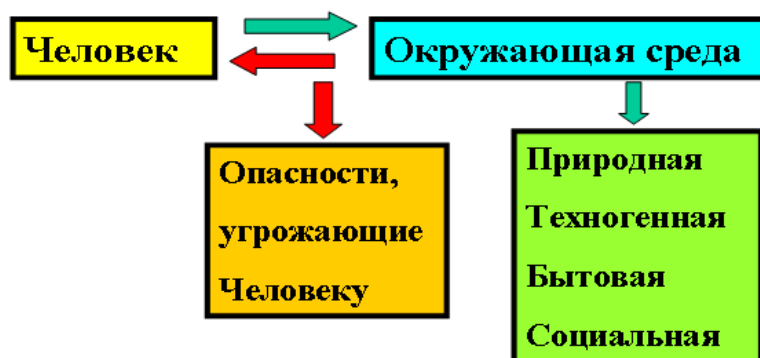 Человек
Окружающая среда
Опасности,
угрожающие
Человеку
Природная
Техногенная
Бытовая
Социальная